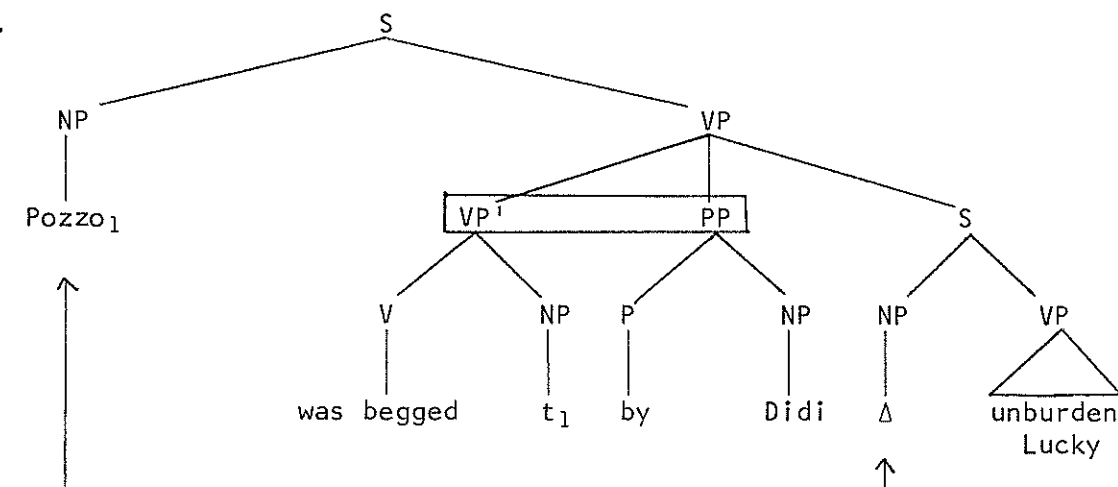 S
NP VP
Pozzo₁ VP' PP S
V NP P NP NP VP
was begged t₁ by Didi Δ unburden
Lucky